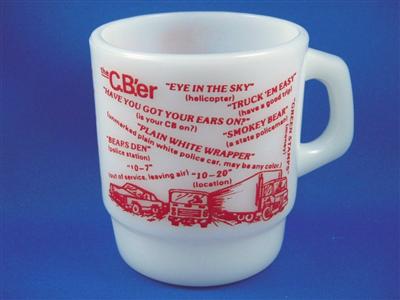 the C.B.'er
"EYE IN THE SKY"
(helicopter)
"TRUCK 'EM EASY"
(have a good trip)
"HAVE YOU GOT YOUR EARS ON?"
(is your CB on?)
"SMOKEY BEAR"
(a state policeman)
"PLAIN WHITE WRAPPER"
(unmarked plain white police car, may be any color)
"GREEN STAMPS"
"BEARS DEN"
(police station)
"10-7"
(out of service, leaving air)
"10-20"
(location)